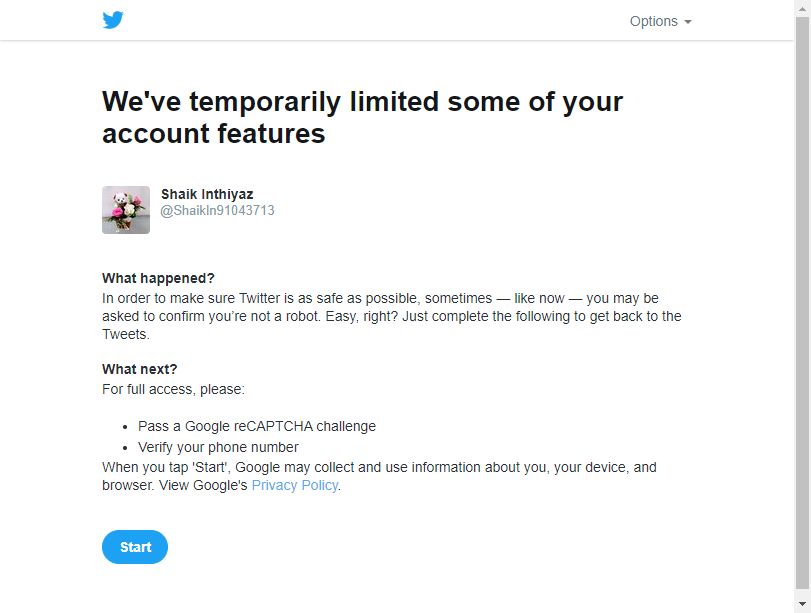 Options
We've temporarily limited some of your
account features
Shaik Inthiyaz
@ShaikIn91043713
What happened?
In order to make sure Twitter is as safe as possible, sometimes — like now — you may be
asked to confirm you’re not a robot. Easy, right? Just complete the following to get back to the
Tweets.
What next?
For full access, please:
• Pass a Google reCAPTCHA challenge
• Verify your phone number
When you tap 'Start', Google may collect and use information about you, your device, and
browser. View Google's Privacy Policy.
Start